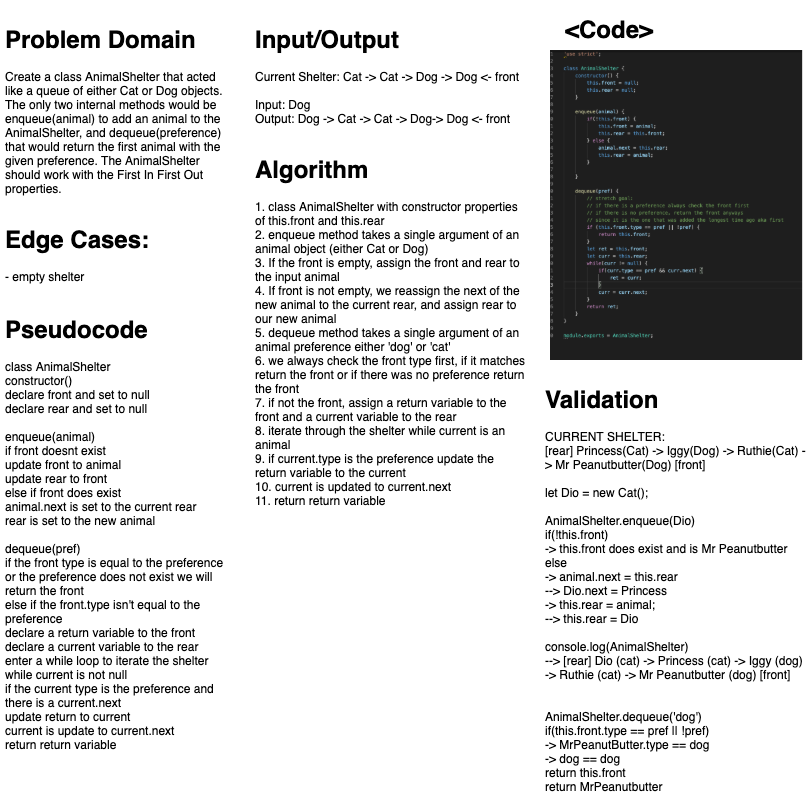 Problem Domain
Create a class AnimalShelter that acted
like a queue of either Cat or Dog objects.
The only two internal methods would be
enqueue(animal) to add an animal to the
AnimalShelter, and dequeue(preference)
that would return the first animal with the
given preference. The AnimalShelter
should work with the First In First Out
properties.
Edge Cases:
- empty shelter
Pseudocode
class AnimalShelter
constructor()
declare front and set to null
declare rear and set to null
enqueue(animal)
if front doesnt exist
update front to animal
update rear to front
else if front does exist
animal.next is set to the current rear
rear is set to the new animal
dequeue(pref)
if the front type is equal to the preference
or the preference does not exist we will
return the front
else if the front.type isn't equal to the
preference
declare a return variable to the front
declare a current variable to the rear
enter a while loop to iterate the shelter
while current is not null
if the current type is the preference and
there is a current.next
update return to current
current is update to current.next
return return variable
Input/Output
Current Shelter: Cat -> Cat -> Dog -> Dog <- front
Input: Dog
Output: Dog -> Cat -> Cat -> Dog-> Dog <- front
Algorithm
1. class AnimalShelter with constructor properties
of this.front and this.rear
2. enqueue method takes a single argument of an
animal object (either Cat or Dog)
3. If the front is empty, assign the front and rear to
the input animal
4. If front is not empty, we reassign the next of the
new animal to the current rear, and assign rear to
our new animal
5. dequeue method takes a single argument of an
animal preference either 'dog' or 'cat'
6. we always check the front type first, if it matches
return the front or if there was no preference return
the front
7. if not the front, assign a return variable to the
front and a current variable to the rear
8. iterate through the shelter while current is an
animal
9. if current.type is the preference update the
return variable to the current
10. current is updated to current.next
11. return return variable
<Code>
'use strict';
class AnimalShelter {
constructor() {
this.front = null;
this.rear = null;
}
enqueue(animal) {
if(!this.front) {
this.front = animal;
this.rear = this.front;
} else {
animal.next = this.rear;
this.rear = animal;
}
}
dequeue(pref) {
// stretch goal:
// if there is a preference always check the front first
// if there is no preference, return the front anyways
// since it is the one that was added the longest time ago aka first
if (this.front.type == pref || !pref) {
return this.front;
}
let ret = this.front;
let curr = this.rear;
while(curr != null) {
if(curr.type == pref && curr.next) {
ret = curr;
}
curr = curr.next;
}
return ret;
}
}
module.exports = AnimalShelter;
Validation
CURRENT SHELTER:
[rear] Princess(Cat) -> Iggy(Dog) -> Ruthie(Cat) -
> Mr Peanutbutter(Dog) [front]
let Dio = new Cat();
AnimalShelter.enqueue(Dio)
if(!this.front)
-> this.front does exist and is Mr Peanutbutter
else
-> animal.next = this.rear
--> Dio.next = Princess
-> this.rear = animal;
--> this.rear = Dio
console.log(AnimalShelter)
--> [rear] Dio (cat) -> Princess (cat) -> Iggy (dog)
-> Ruthie (cat) -> Mr Peanutbutter (dog) [front]
AnimalShelter.dequeue('dog')
if(this.front.type == pref || !pref)
-> MrPeanutButter.type == dog
-> dog == dog
return this.front
return MrPeanutbutter